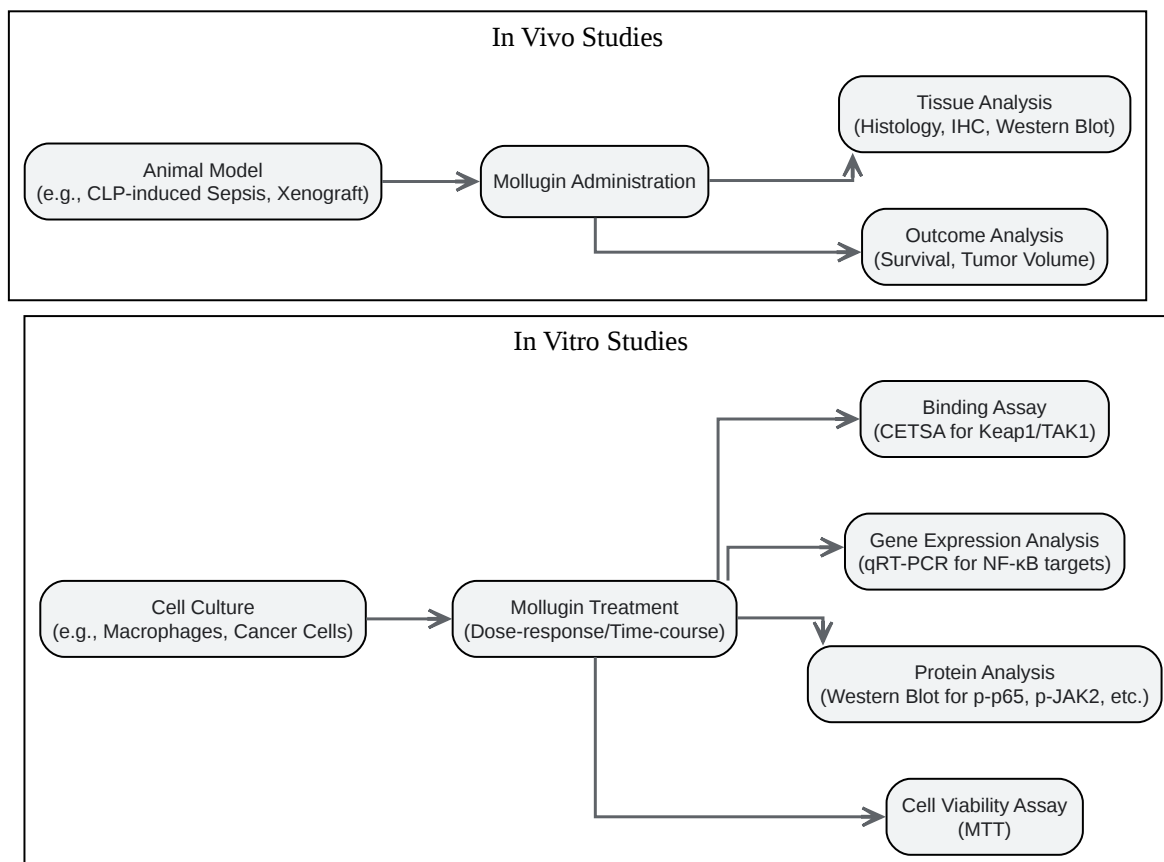 In Vivo Studies
Animal Model
(e.g., CLP-induced Sepsis, Xenograft)
Mollugin Administration
Tissue Analysis
(Histology, IHC, Western Blot)
Outcome Analysis
(Survival, Tumor Volume)
In Vitro Studies
Cell Culture
(e.g., Macrophages, Cancer Cells)
Mollugin Treatment
(Dose-response/Time-course)
Binding Assay
(CETSA for Keap1/TAK1)
Gene Expression Analysis
(qRT-PCR for NF-κB targets)
Protein Analysis
(Western Blot for p-p65, p-JAK2, etc.)
Cell Viability Assay
(MTT)